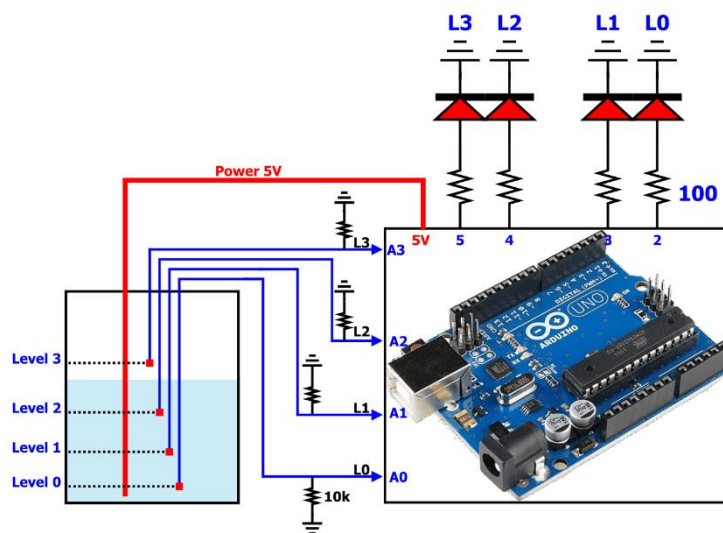 L3 L2 L1 L0
100
Power 5V
5V 5 4 3 2
L3 A3
L2 A2
L1 A1
L0 A0
10k
Level 3
Level 2
Level 1
Level 0
UNO
ARDUINO